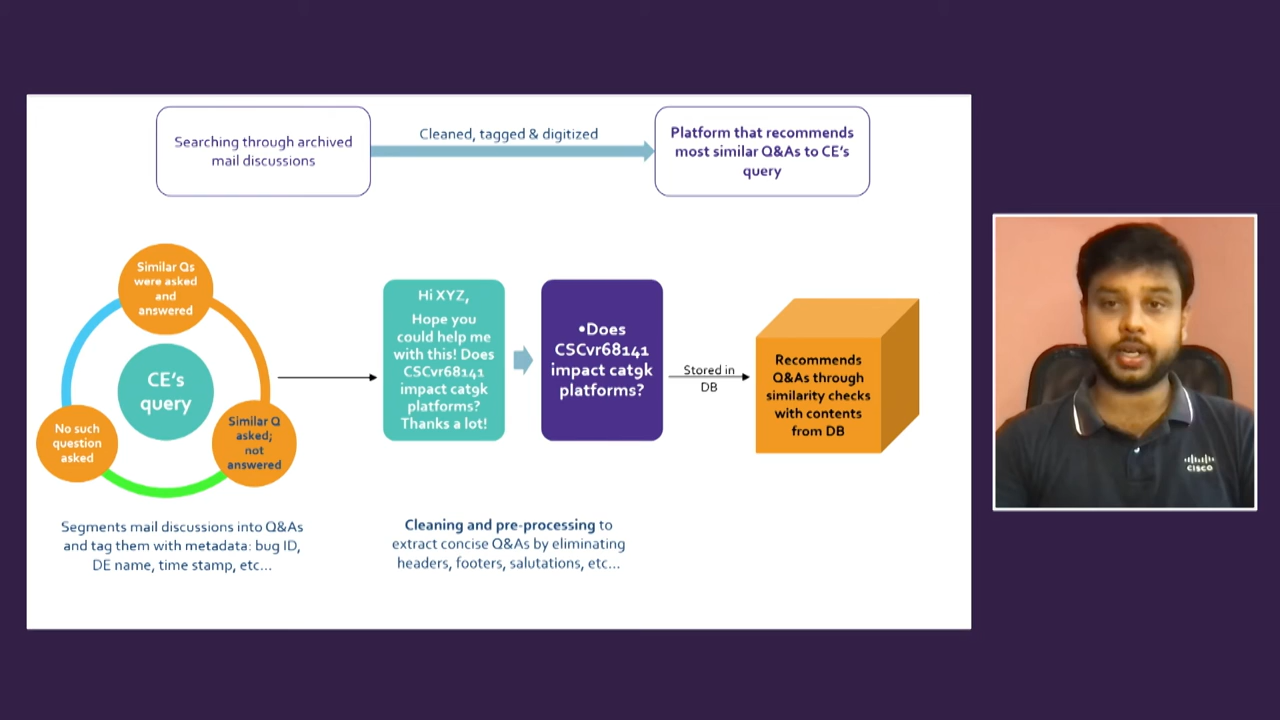 Searching through archived
mail discussions
Cleaned, tagged & digitized
Platform that recommends
most similar Q&As to CE's
query
Similar Qs
were asked
and
answered
CE's
query
No such
question
asked
Similar Q
asked;
not
answered
Segments mail discussions into Q&As
and tag them with metadata: bug ID,
DE name, time stamp, etc...
Hi XYZ,
Hope you
could help me
with this! Does
CSCvr68141
impact cat9k
platforms?
Thanks a lot!
•Does
CSCvr68141
impact cat9k
platforms?
Cleaning and pre-processing to
extract concise Q&As by eliminating
headers, footers, salutations, etc...
Stored in
DB
Recommends
Q&As through
similarity checks
with contents
from DB
CISCO